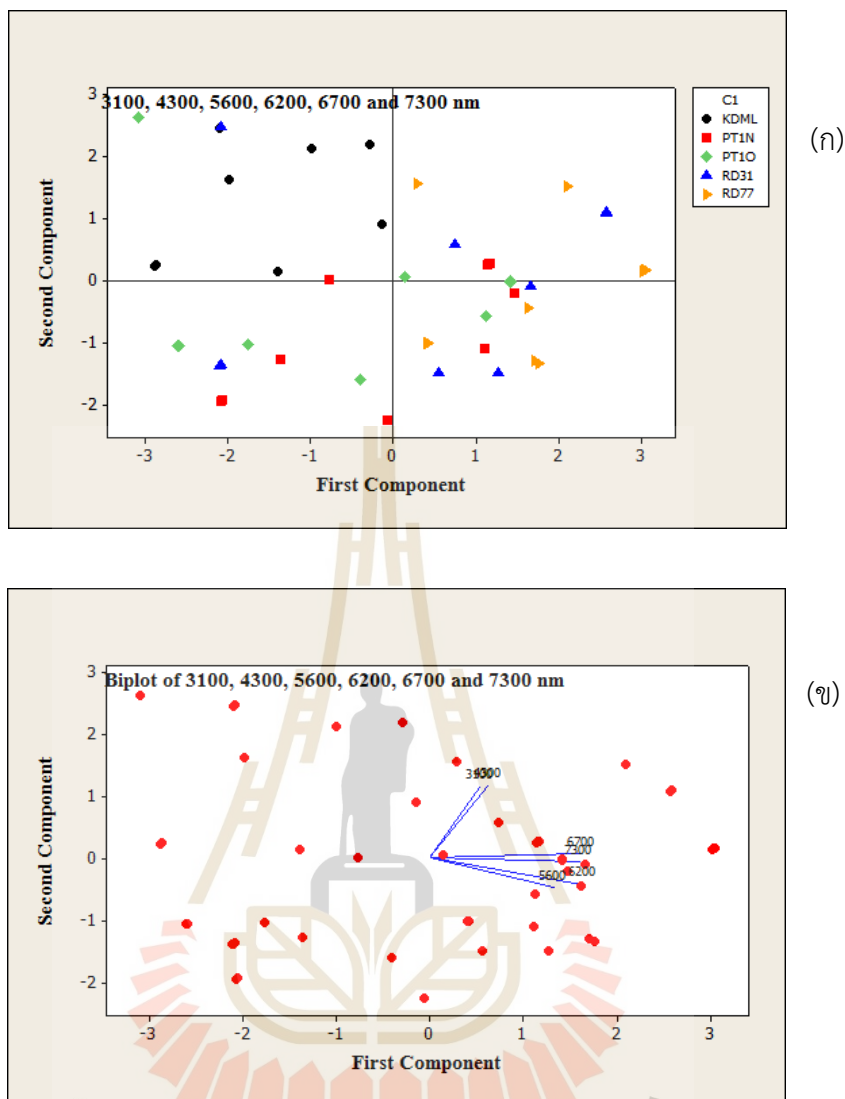 3100, 4300, 5600, 6200, 6700 and 7300 nm
C1
KDML
PT1N
PT1O
RD31
RD77
(ก)
3
2
1
0
-1
-2
Second Component
-3
-2
-1
0
1
2
3
First Component
Biplot of 3100, 4300, 5600, 6200, 6700 and 7300 nm
(ข)
3
2
1
0
-1
-2
Second Component
4300
6700
7300
5600
6200
-3
-2
-1
0
1
2
3
First Component